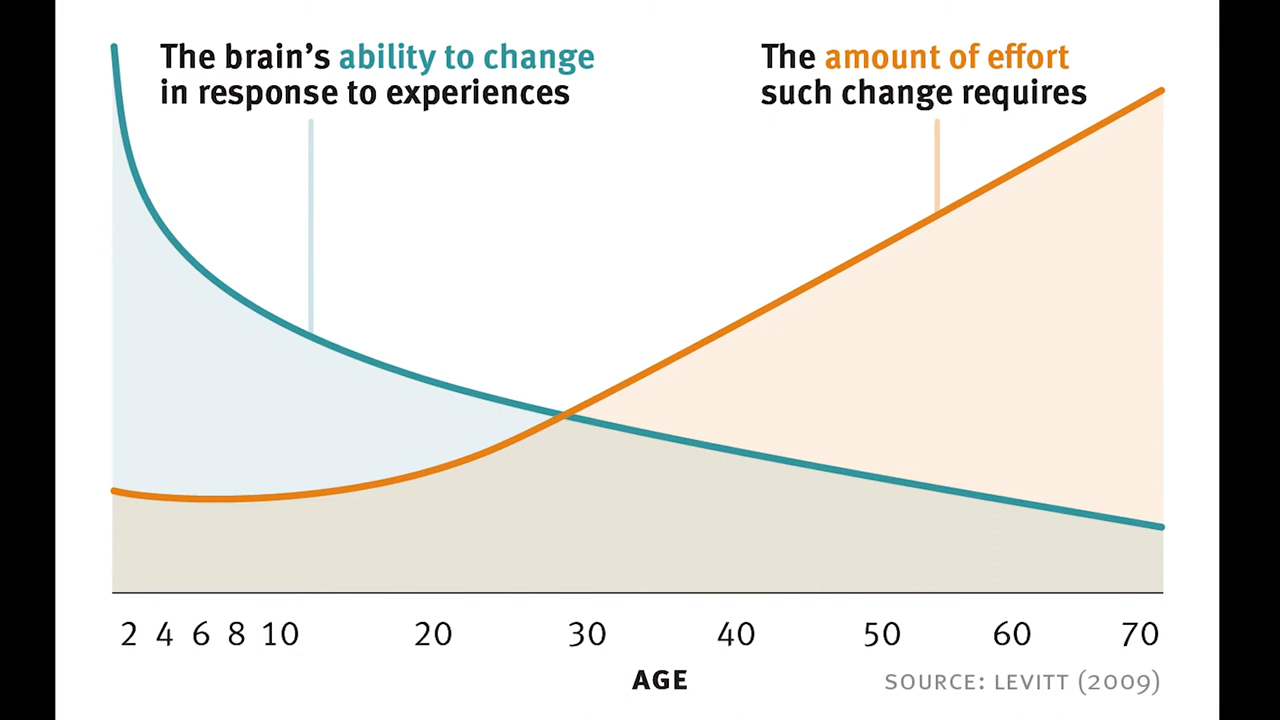 The brain’s ability to change
in response to experiences
The amount of effort
such change requires
2 4 6 8 10 20 30 40 50 60 70
AGE
SOURCE: LEVITT (2009)